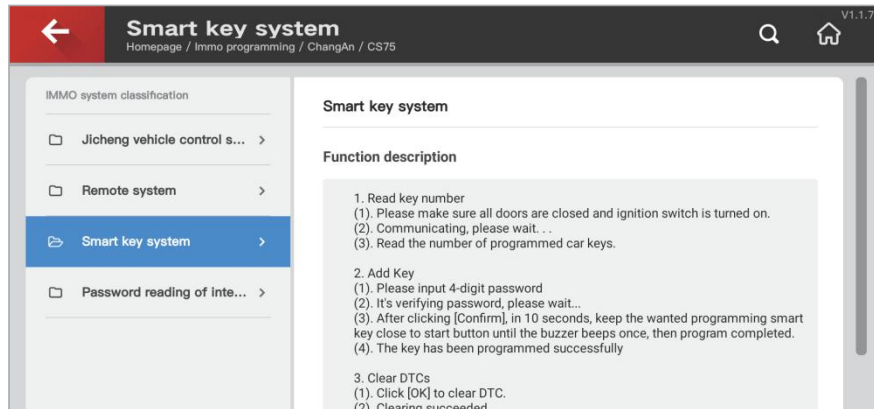 Smart key system
Homepage / Immo programming / ChangAn / CS75
V1.1.7
IMMO system classification
Jicheng vehicle control s...
Remote system
Smart key system
Password reading of inte...
Smart key system
Function description
1. Read key number
(1). Please make sure all doors are closed and ignition switch is turned on.
(2). Communicating, please wait. . .
(3). Read the number of programmed car keys.
2. Add Key
(1). Please input 4-digit password
(2). It's verifying password, please wait...
(3). After clicking [Confirm], in 10 seconds, keep the wanted programming smart
key close to start button until the buzzer beeps once, then program completed.
(4). The key has been programmed successfully
3. Clear DTCs
(1). Click [OK] to clear DTC.
(2). Clearing succeeded